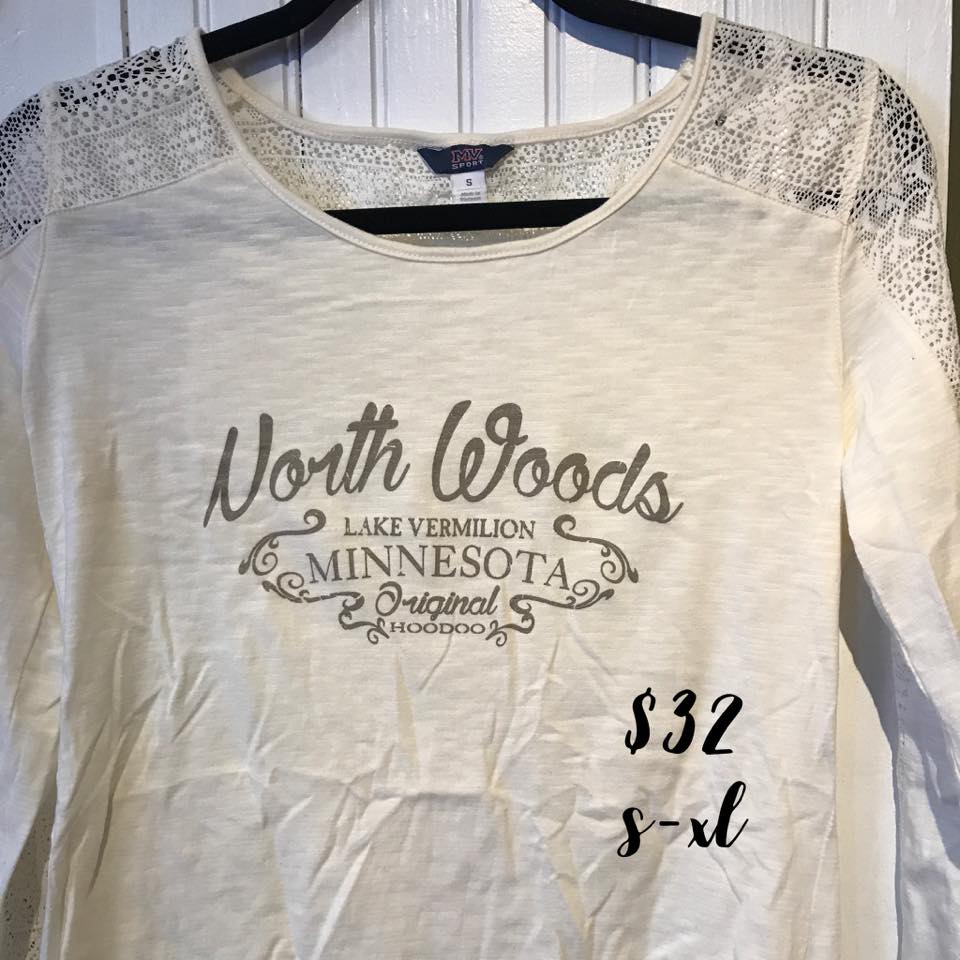 MV
SPORT
S
North Woods
LAKE VERMILION
MINNESOTA
Original
HOODOO
$32
s-xl